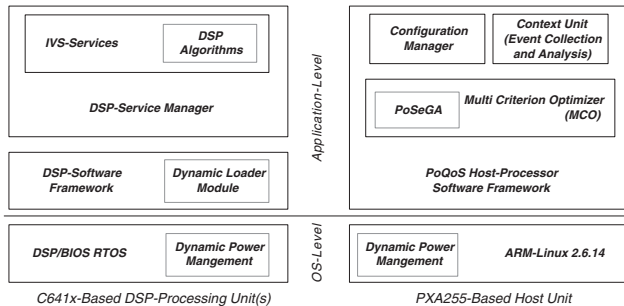 IVS-Services
DSP
Algorithms
DSP-Service Manager
DSP-Software
Framework
Dynamic Loader
Module
DSP/BIOS RTOS
Dynamic Power
Mangement
C641x-Based DSP-Processing Unit(s)
Application-Level
OS-Level
Configuration
Manager
Context Unit
(Event Collection
and Analysis)
PoSeGA
Multi Criterion Optimizer
(MCO)
PoQoS Host-Processor
Software Framework
Dynamic Power
Mangement
ARM-Linux 2.6.14
PXA255-Based Host Unit